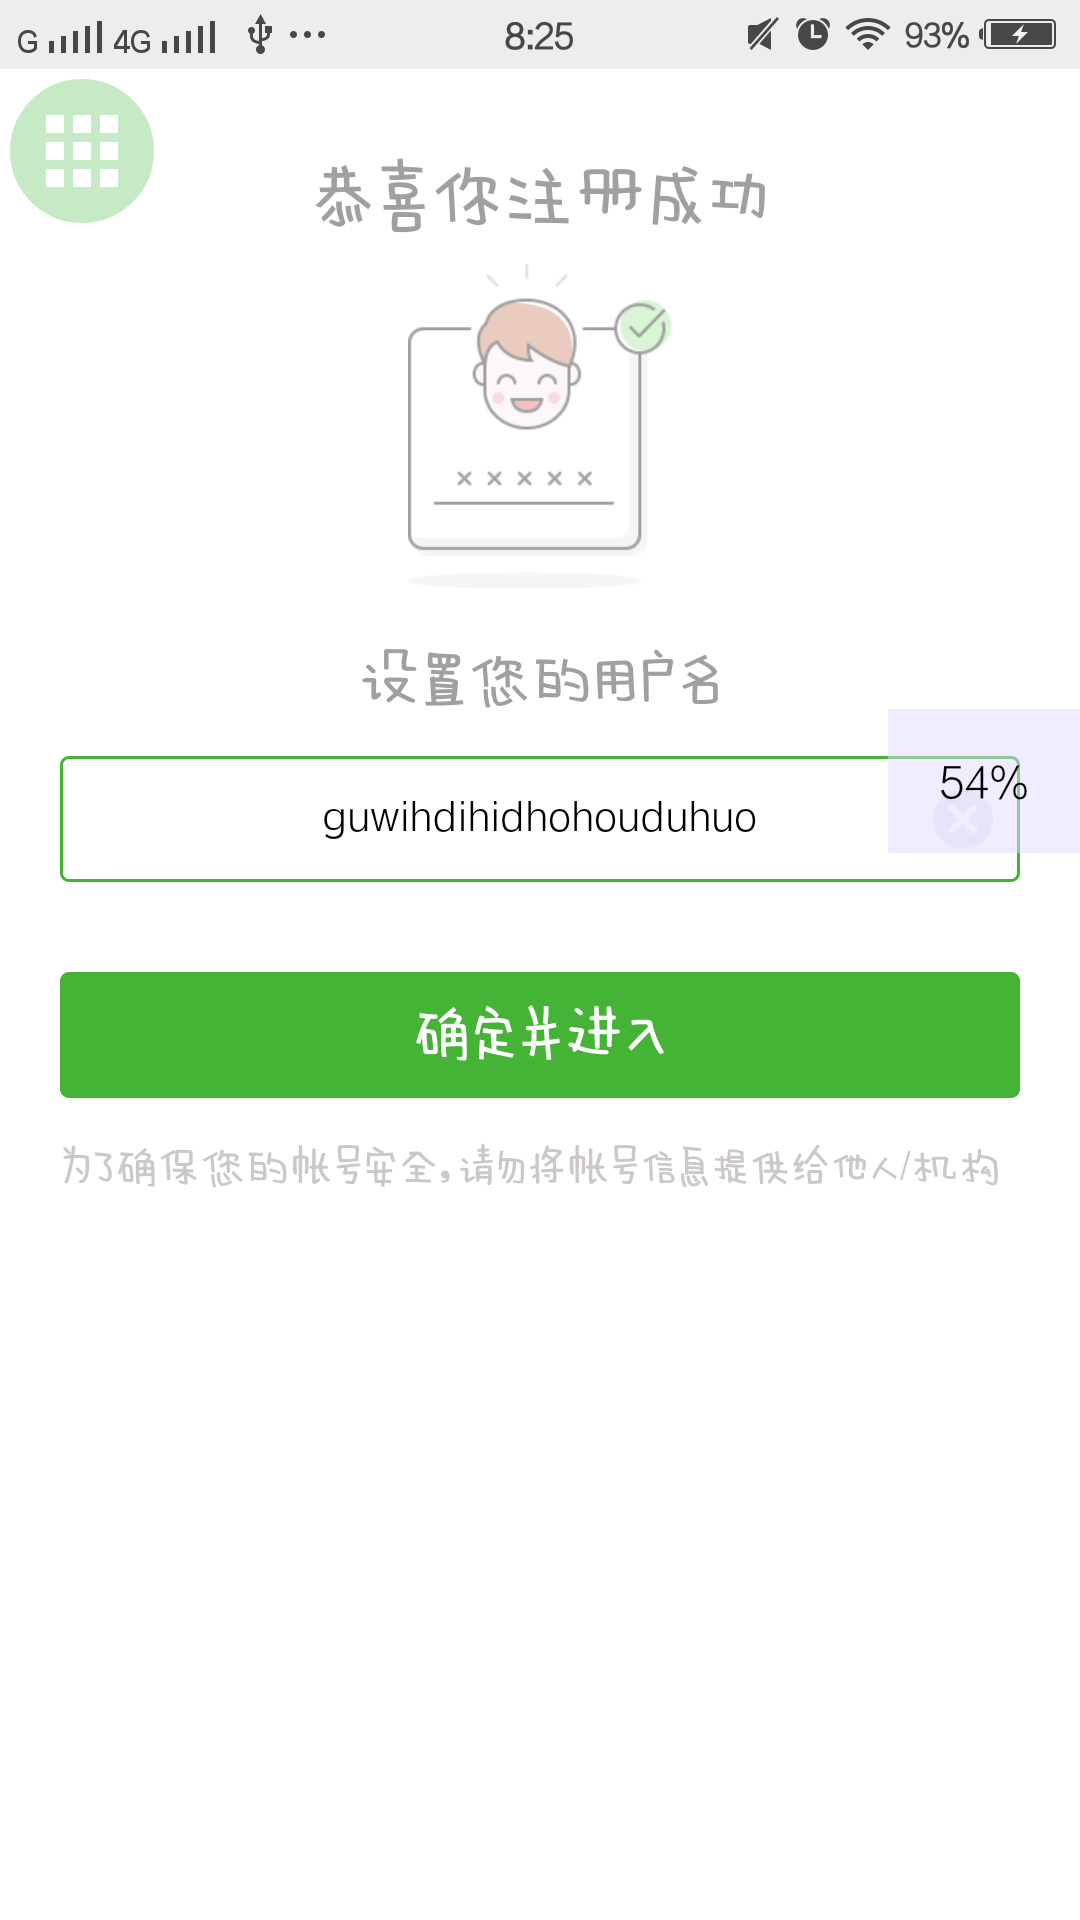 G 4G 8:25 93%
恭喜你注册成功
× × × × ×
设置您的用户名
54%
guwihdihidhohouduhuo
确定并进入
为了确保您的帐号安全,请勿将帐号信息提供给他人/机构